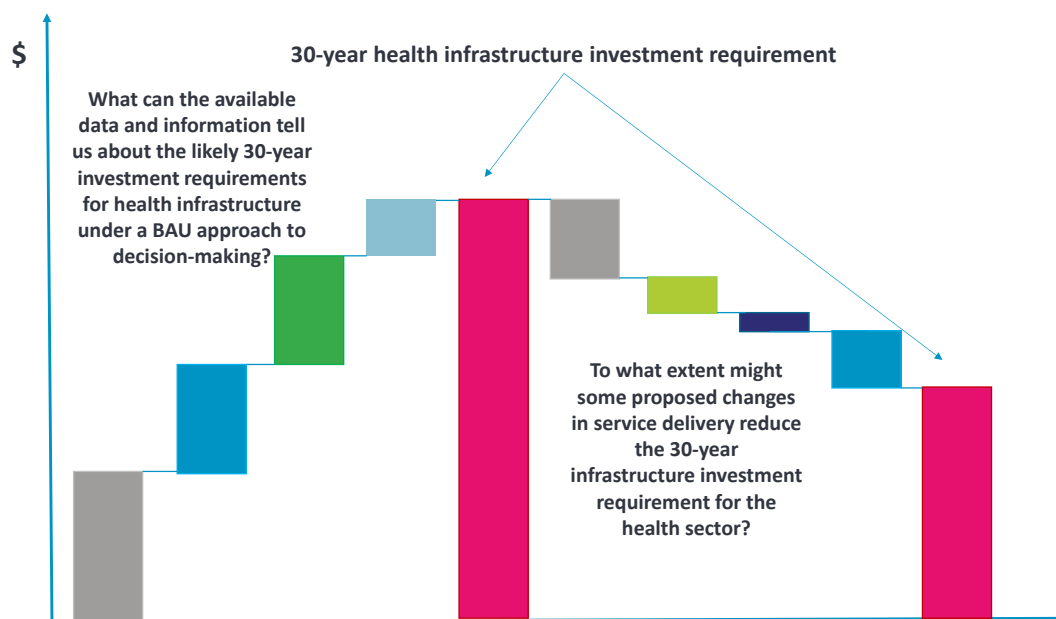 $
30-year health infrastructure investment requirement
What can the available
data and information tell
us about the likely 30-year
investment requirements
for health infrastructure
under a BAU approach to
decision-making?
To what extent might
some proposed changes
in service delivery reduce
the 30-year
infrastructure investment
requirement for the
health sector?